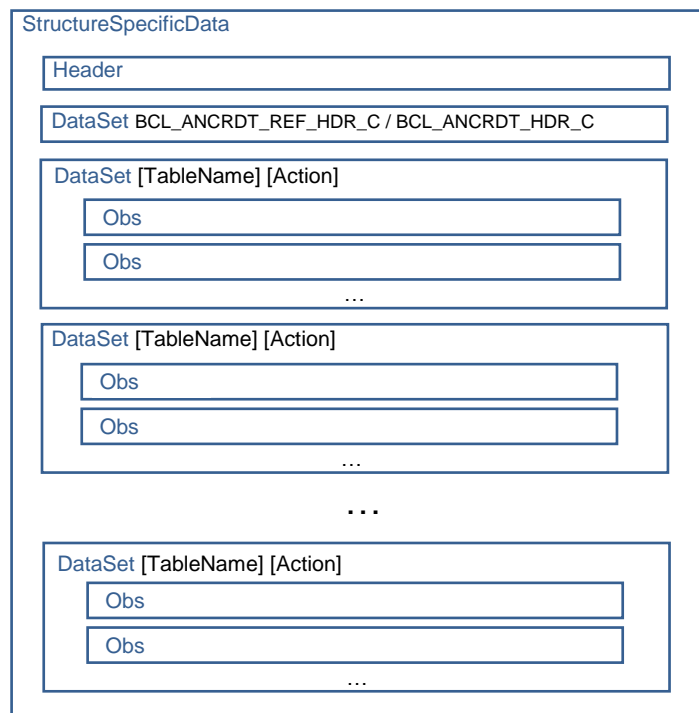 StructureSpecificData
Header
DataSet BCL_ANCRDT_REF_HDR_C / BCL_ANCRDT_HDR_C
DataSet [TableName] [Action]
Obs
Obs
...
DataSet [TableName] [Action]
Obs
Obs
...
...
DataSet [TableName] [Action]
Obs
Obs
...